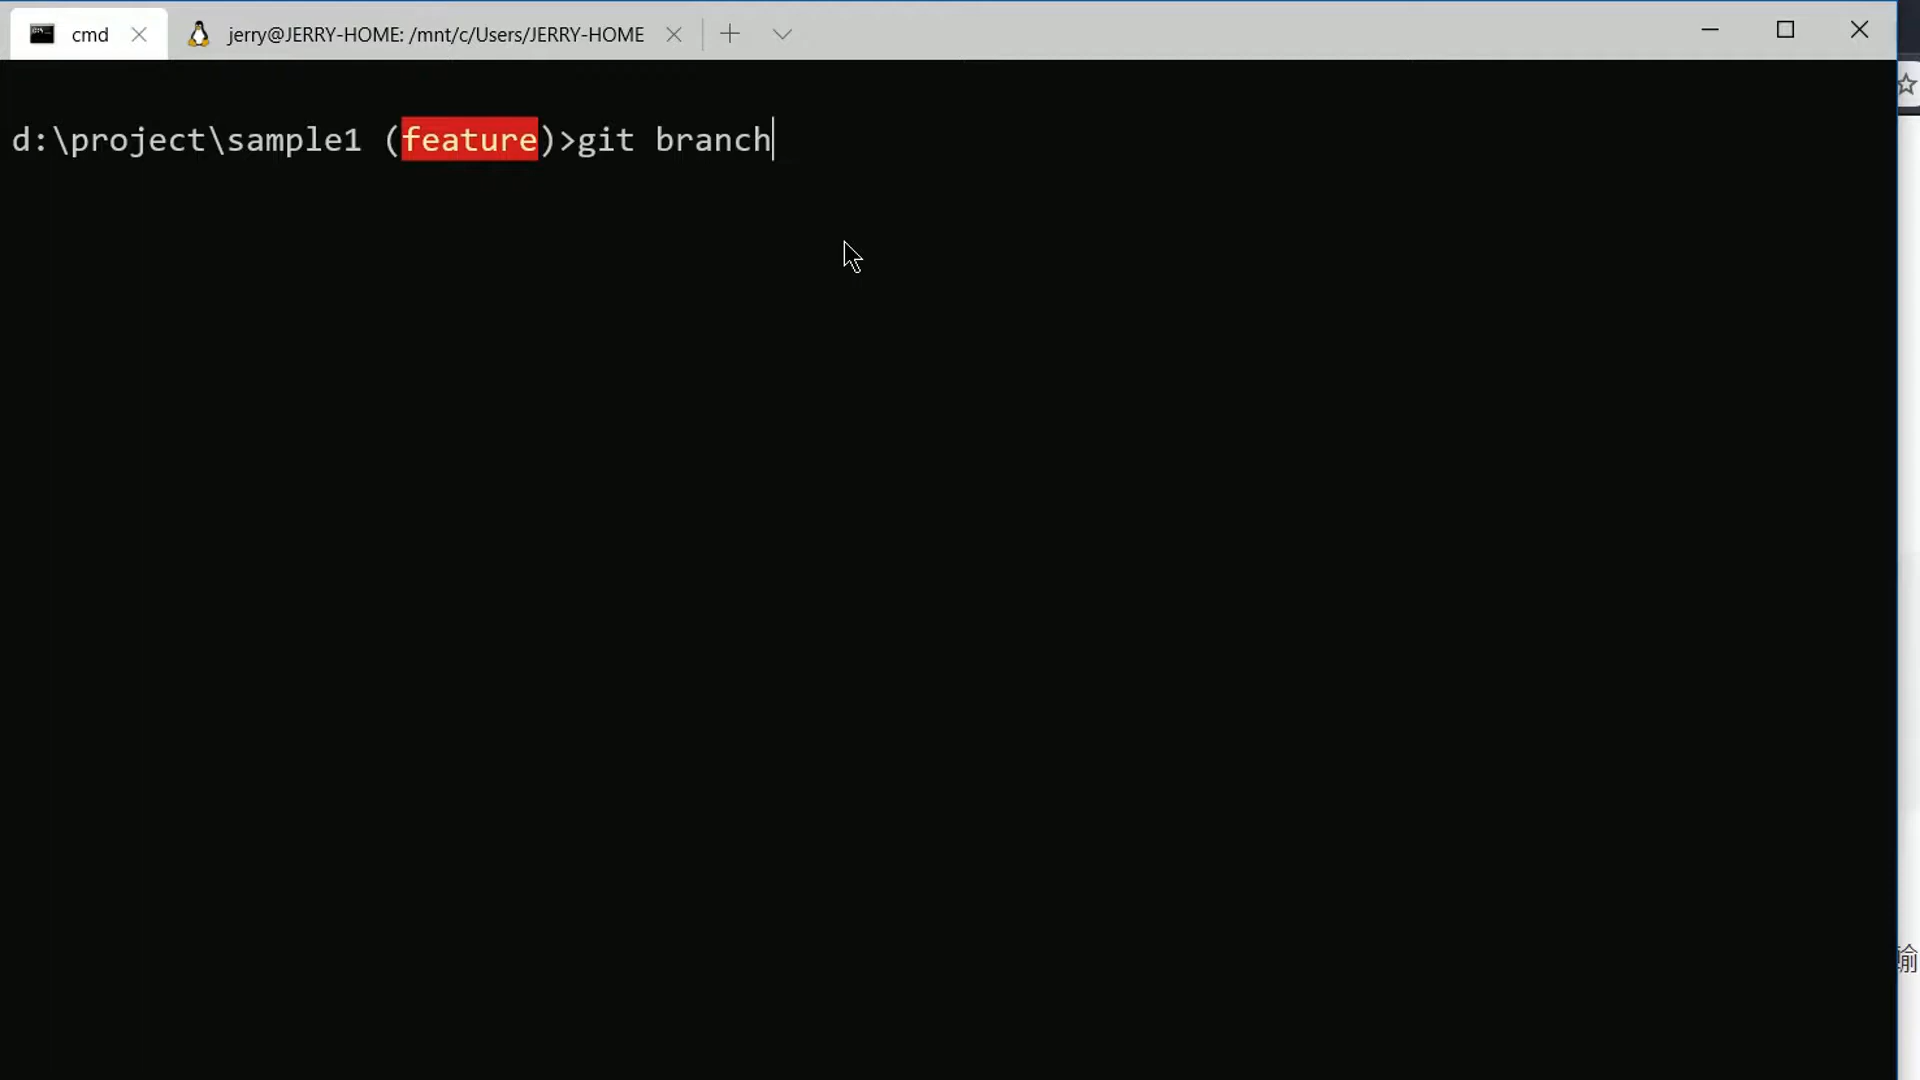 cmd
jerry@JERRY-HOME: /mnt/c/Users/JERRY-HOME
d:\project\sample1 (feature)>git branch